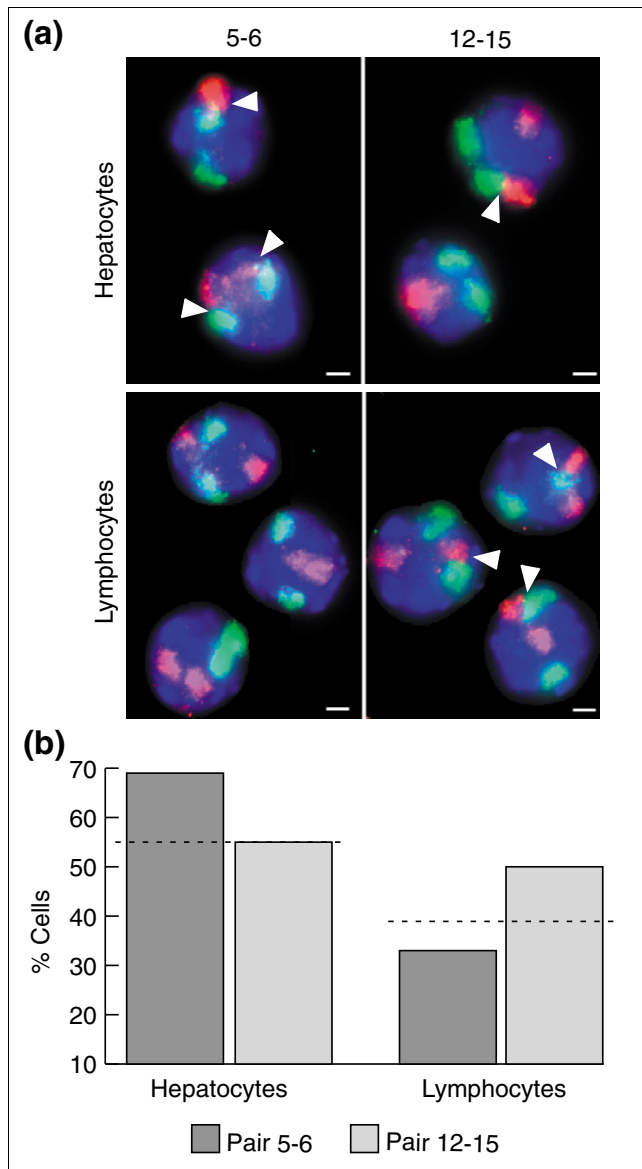 (a)
5-6 12-15
Hepatocytes
Lymphocytes
(b)
70
60
50
40
30
20
10
% Cells
Hepatocytes Lymphocytes
Pair 5-6 Pair 12-15